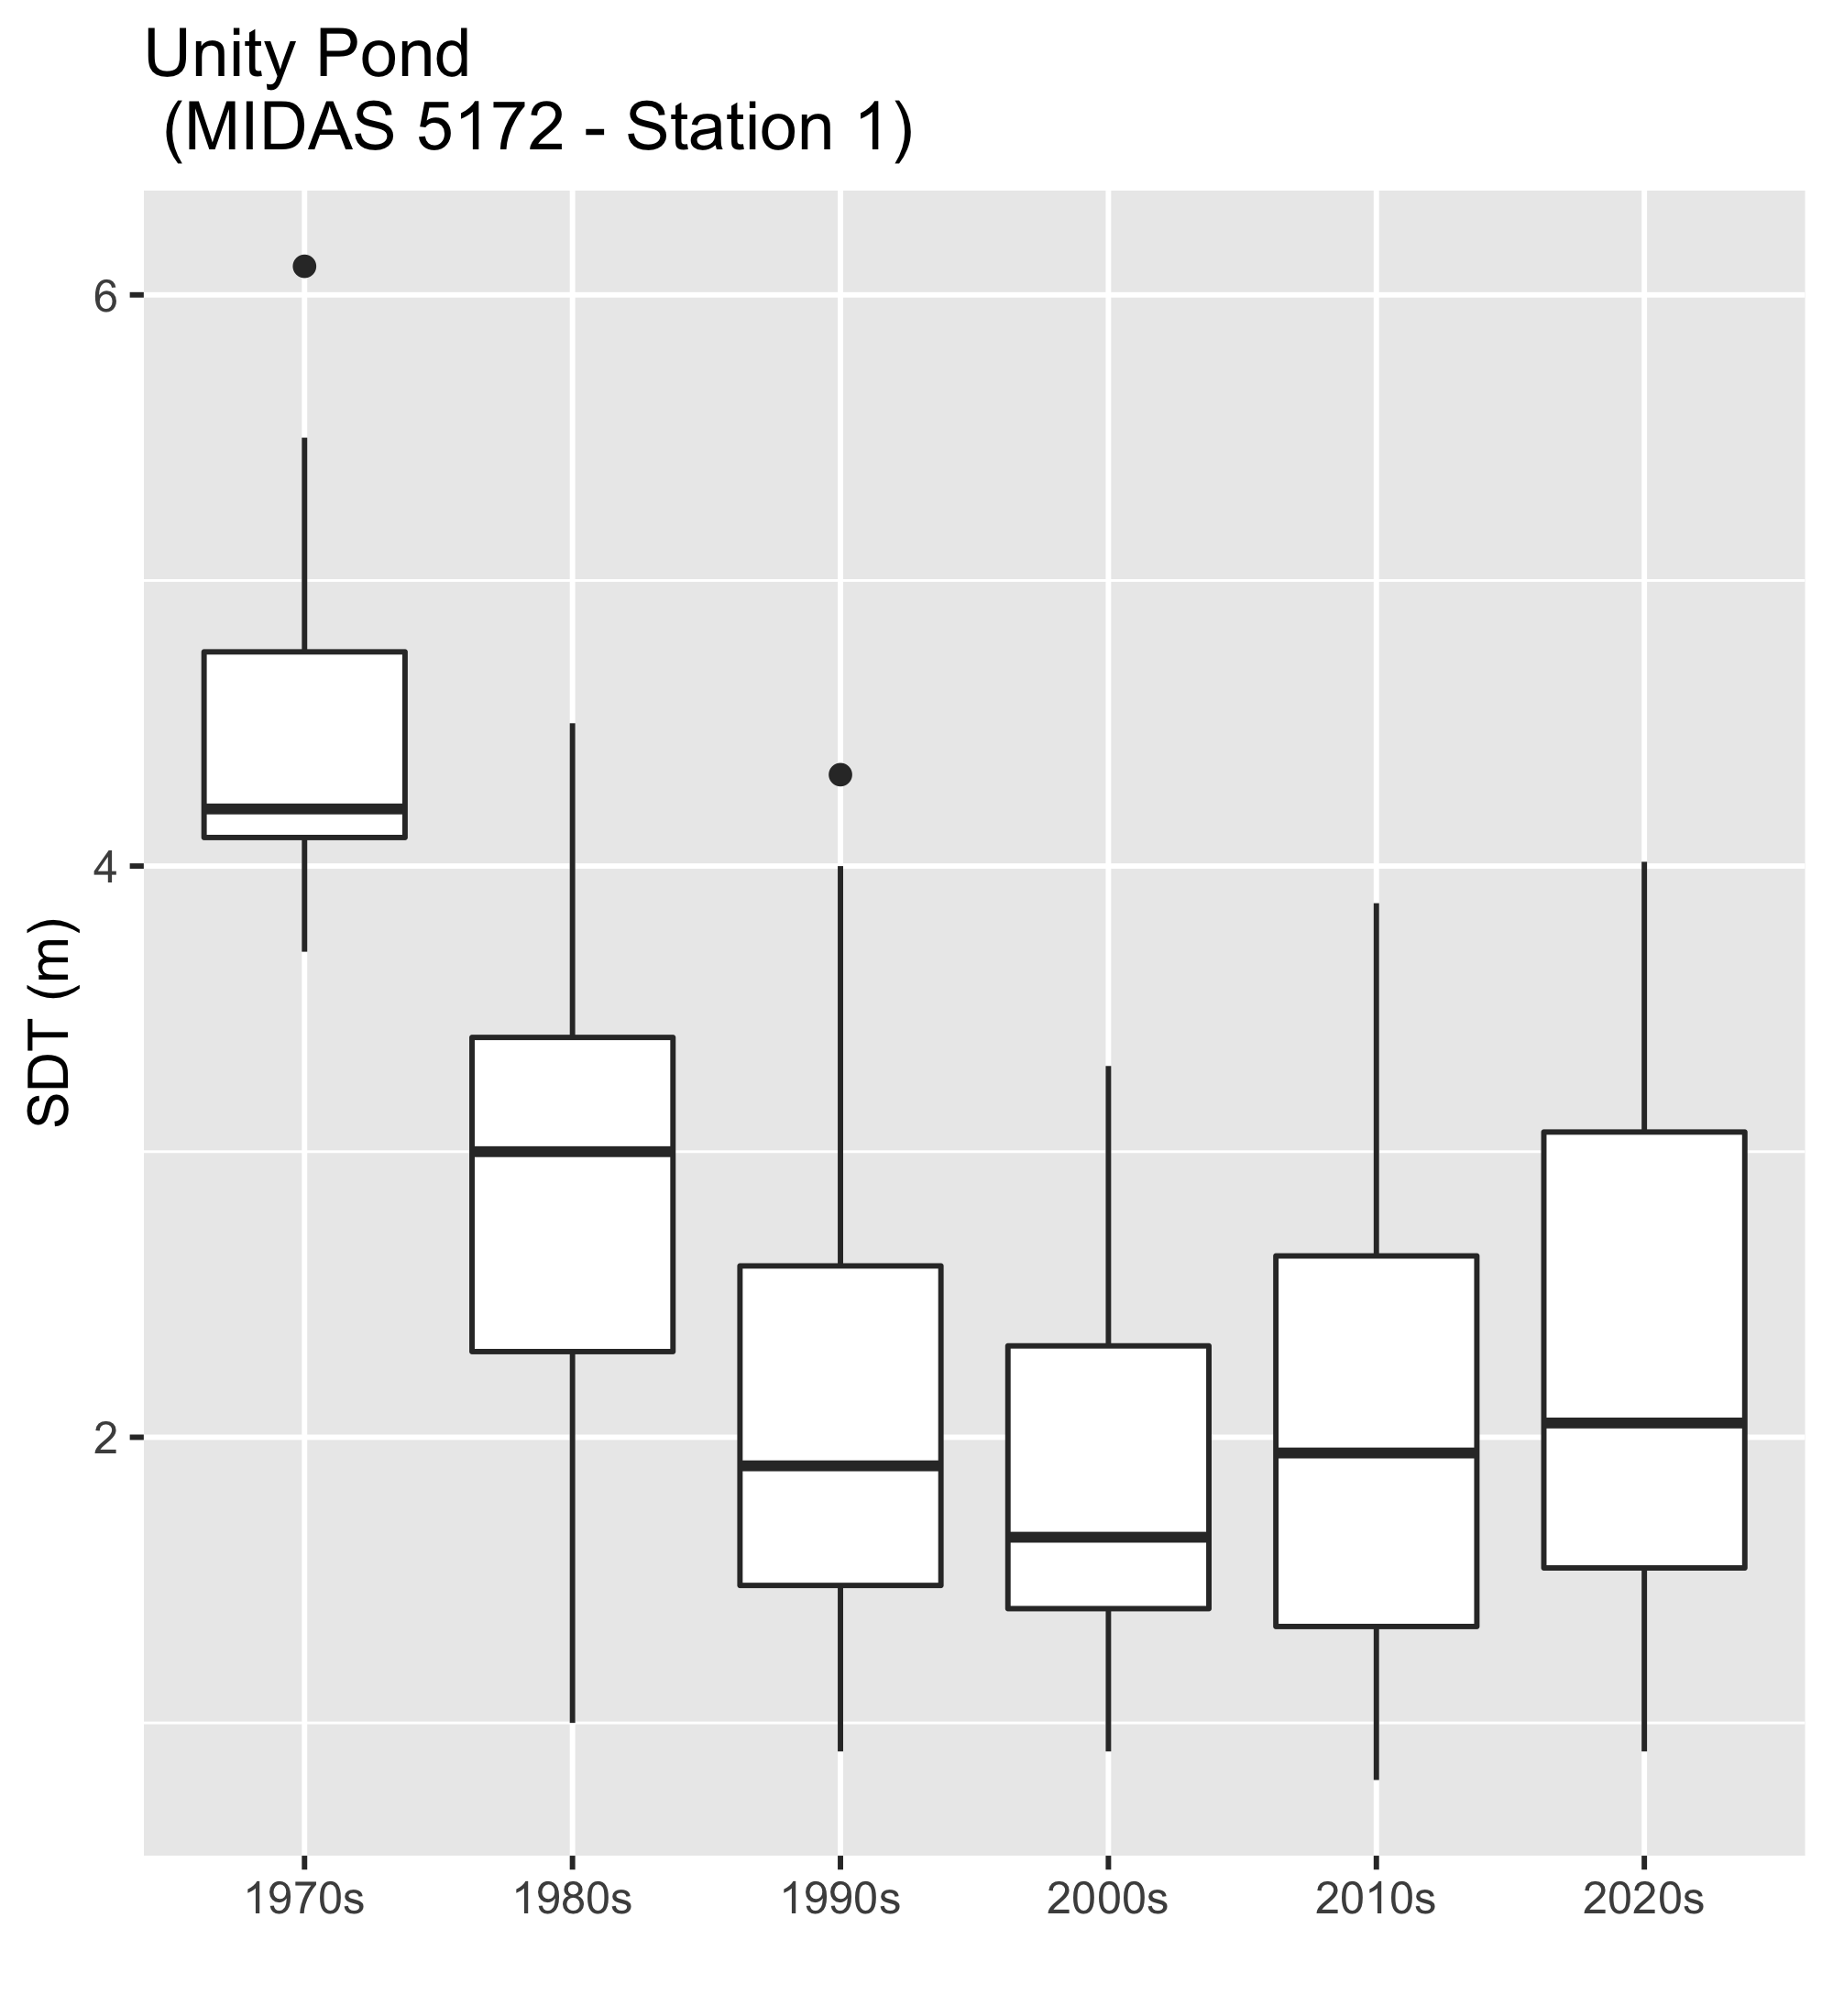 Unity Pond
(MIDAS 5172 - Station 1)
SDT (m)
6
4
2
1970s 1980s 1990s 2000s 2010s 2020s